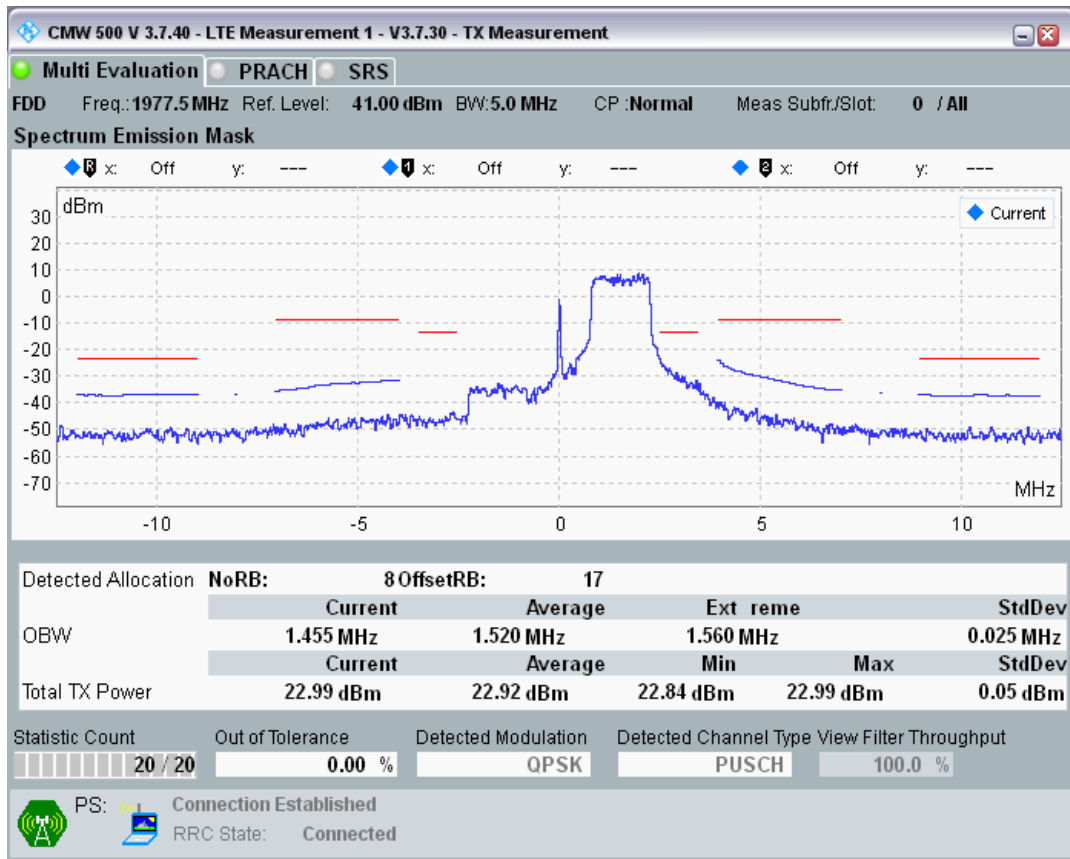 CMW 500 V 3.7.40 - LTE Measurement 1 - V3.7.30 - TX Measurement
Multi Evaluation PRACH SRS
FDD Freq.: 1977.5 MHz Ref. Level: 41.00 dBm BW: 5.0 MHz CP : Normal Meas Subfr./Slot: 0 / All
Spectrum Emission Mask
R x: Off y: --- 1 x: Off y: --- 2 x: Off y: ---
dBm
Current
30
20
10
0
-10
-20
-30
-40
-50
-60
-70
MHz
-10 -5 0 5 10
Detected Allocation NoRB: 8 OffsetRB: 17
Current Average Ext reme StdDev
OBW 1.455 MHz 1.520 MHz 1.560 MHz 0.025 MHz
Current Average Min Max StdDev
Total TX Power 22.99 dBm 22.92 dBm 22.84 dBm 22.99 dBm 0.05 dBm
Statistic Count Out of Tolerance Detected Modulation Detected Channel Type View Filter Throughput
20 / 20 0.00 % QPSK PUSCH 100.0 %
PS: Connection Established
RRC State: Connected